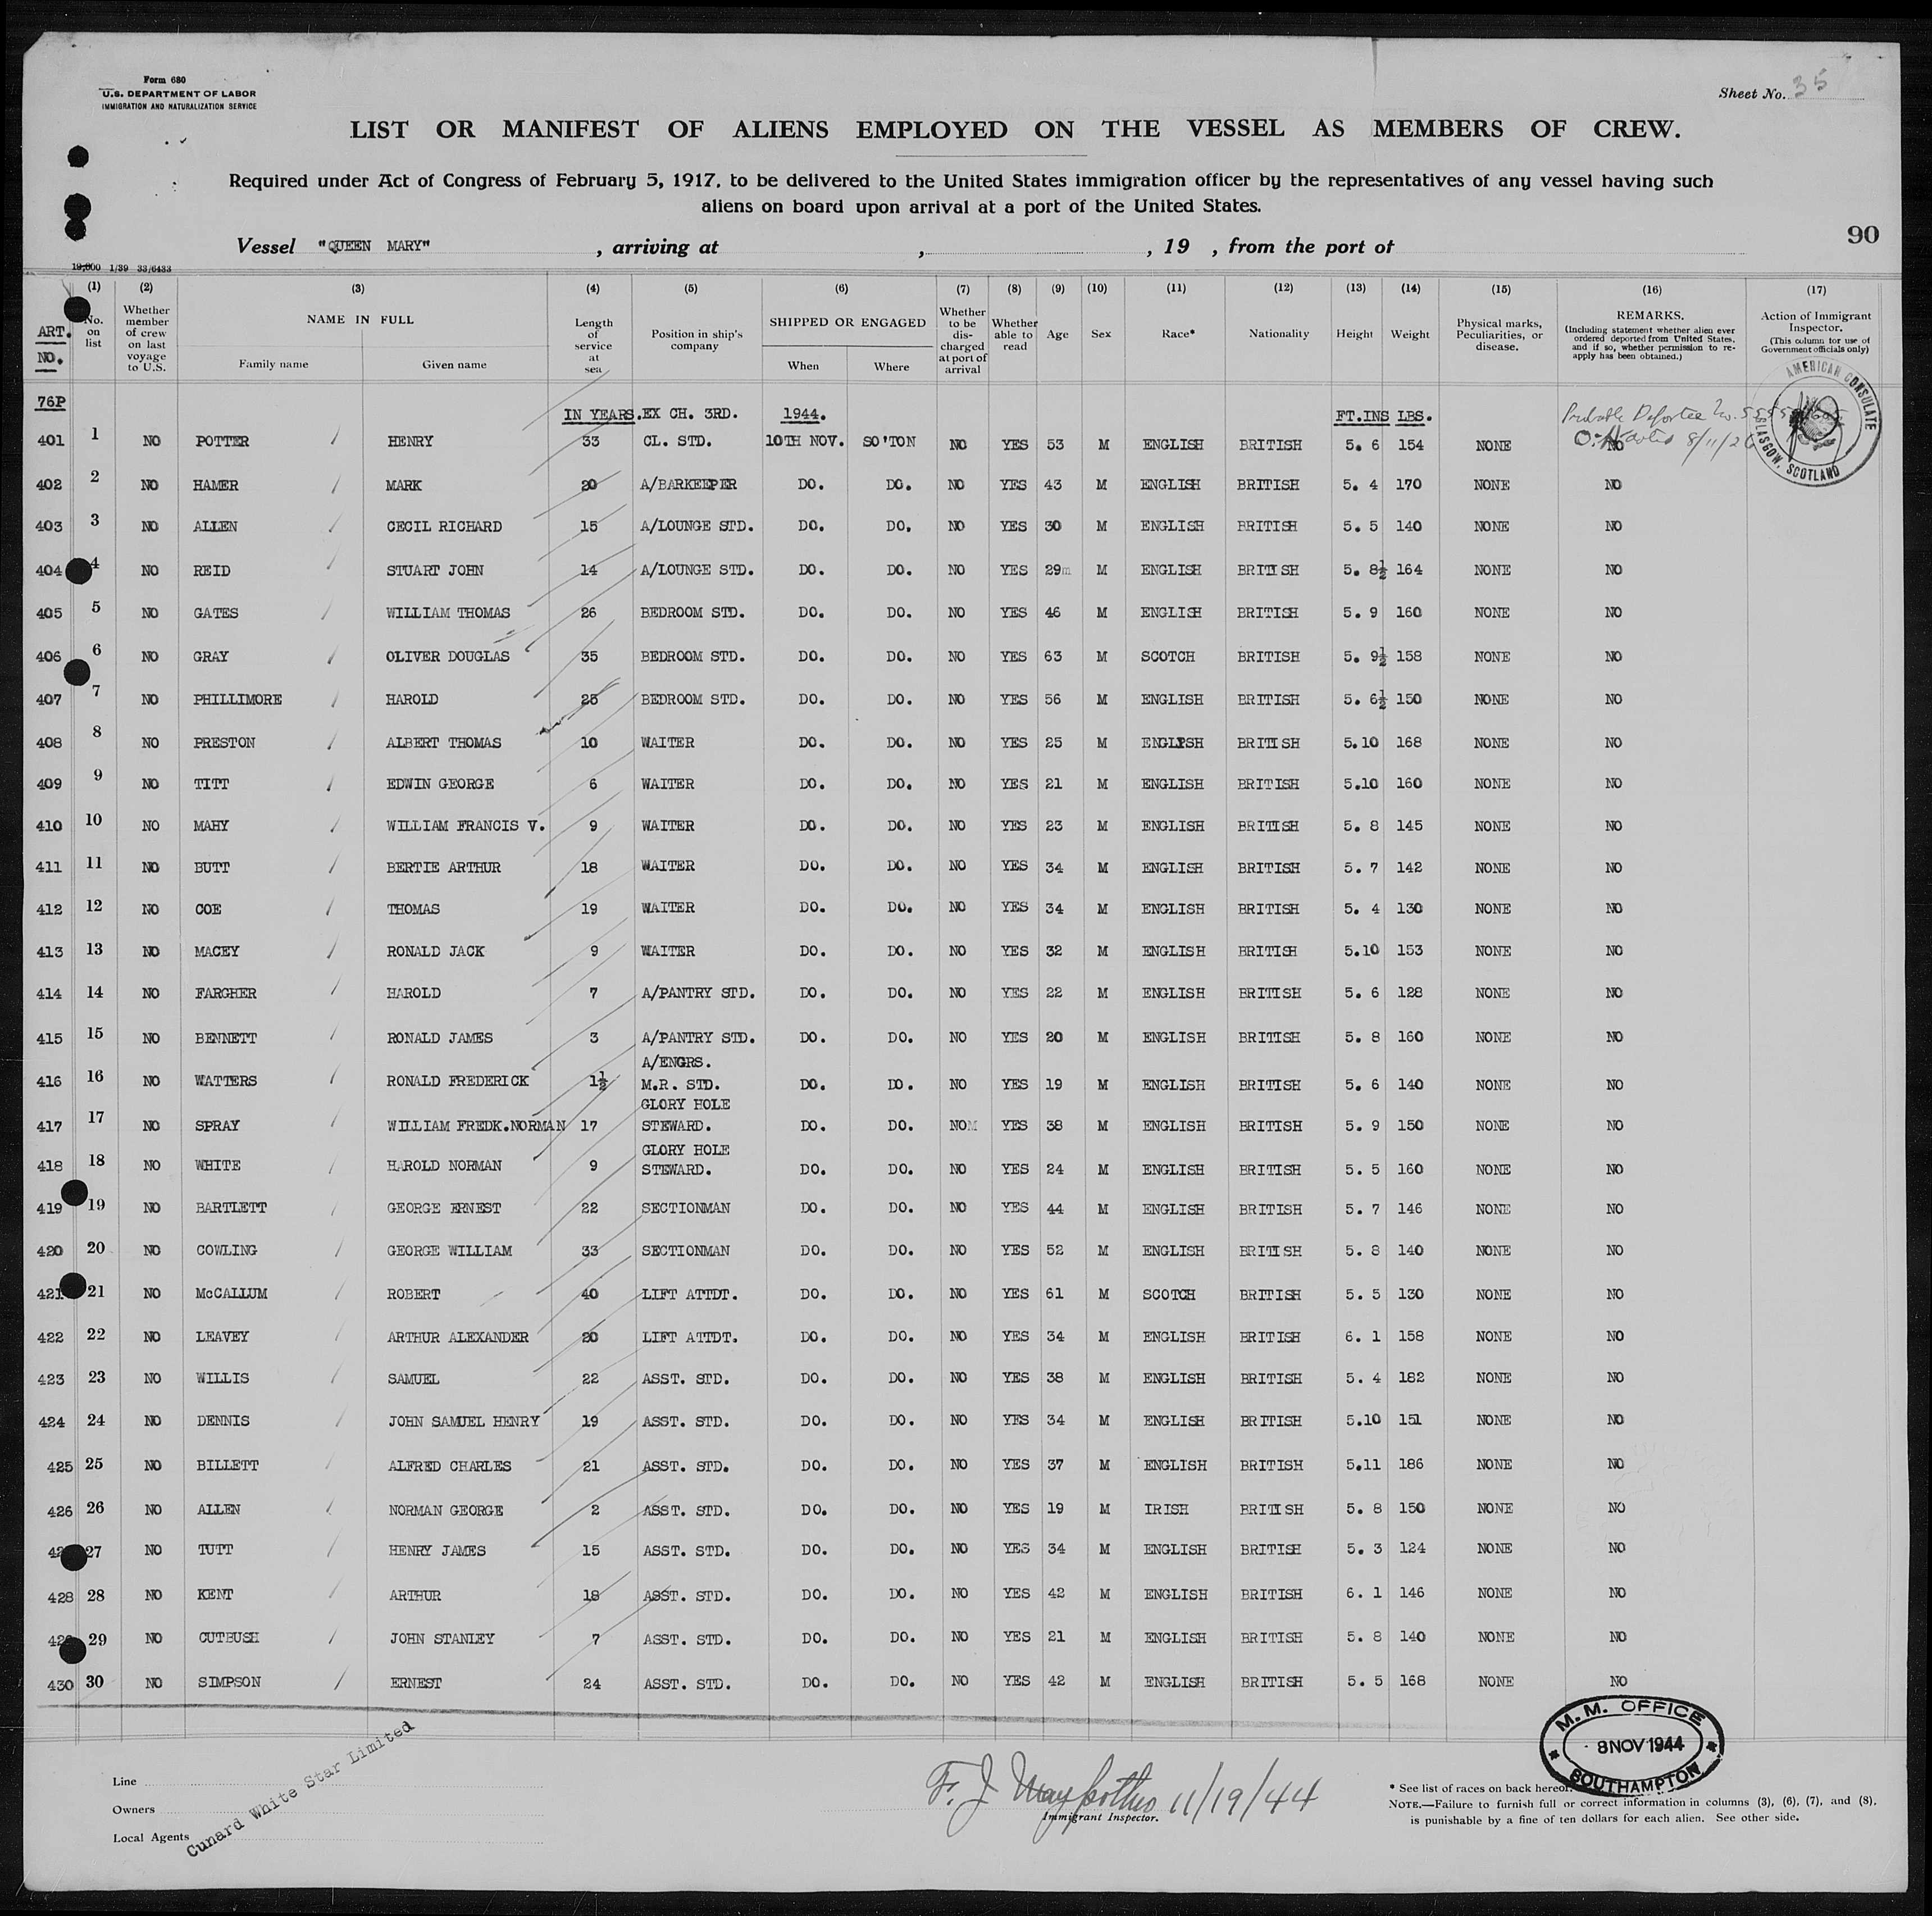 Form 680
U.S. DEPARTMENT OF LABOR
IMMIGRATION AND NATURALIZATION SERVICE
Sheet No. 35
LIST OR MANIFEST OF ALIENS EMPLOYED ON THE VESSEL AS MEMBERS OF CREW.
Required under Act of Congress of February 5, 1917, to be delivered to the United States immigration officer by the representatives of any vessel having such
aliens on board upon arrival at a port of the United States.
Vessel "QUEEN MARY" , arriving at , , 19 , from the port of
90
19,800 1/39 33/6433
(1) (2) (3) (4) (5) (6) (7) (8) (9) (10) (11) (12) (13) (14) (15) (16) (17)
ART. NO. No. on list Whether member of crew on last voyage to U.S. NAME IN FULL Family name Given name Length of service at sea Position in ship's company SHIPPED OR ENGAGED When Where Whether to be discharged at port of arrival Whether able to read Age Sex Race* Nationality Height Weight Physical marks, Peculiarities, or disease. REMARKS. (Including statement whether alien ever ordered deported from United States, and if so, whether permission to re-apply has been obtained.) Action of Immigrant Inspector. (This column for use of Government officials only)
76P IN YEARS. EX CH. 3RD. 1944. FT.INS LBS. Probable Deportee
AMERICAN CONSULATE GLASGOW, SCOTLAND
401 1 NO POTTER HENRY 33 CL. STD. 10TH NOV. SO'TON NO YES 53 M ENGLISH BRITISH 5. 6 154 NONE NO 8/11/26
402 2 NO HAMER MARK 20 A/BARKEEPER DO. DO. NO YES 43 M ENGLISH BRITISH 5. 4 170 NONE NO
403 3 NO ALLEN CECIL RICHARD 15 A/LOUNGE STD. DO. DO. NO YES 30 M ENGLISH BRITISH 5. 5 140 NONE NO
404 4 NO REID STUART JOHN 14 A/LOUNGE STD. DO. DO. NO YES 29 M ENGLISH BRITISH 5. 8½ 164 NONE NO
405 5 NO GATES WILLIAM THOMAS 26 BEDROOM STD. DO. DO. NO YES 46 M ENGLISH BRITISH 5. 9 160 NONE NO
406 6 NO GRAY OLIVER DOUGLAS 35 BEDROOM STD. DO. DO. NO YES 63 M SCOTCH BRITISH 5. 9½ 158 NONE NO
407 7 NO PHILLIMORE HAROLD 25 BEDROOM STD. DO. DO. NO YES 56 M ENGLISH BRITISH 5. 6½ 150 NONE NO
408 8 NO PRESTON ALBERT THOMAS 10 WAITER DO. DO. NO YES 25 M ENGLISH BRITISH 5.10 168 NONE NO
409 9 NO TITT EDWIN GEORGE 6 WAITER DO. DO. NO YES 21 M ENGLISH BRITISH 5.10 160 NONE NO
410 10 NO MAHY WILLIAM FRANCIS V. 9 WAITER DO. DO. NO YES 23 M ENGLISH BRITISH 5. 8 145 NONE NO
411 11 NO BUTT BERTIE ARTHUR 18 WAITER DO. DO. NO YES 34 M ENGLISH BRITISH 5. 7 142 NONE NO
412 12 NO COE THOMAS 19 WAITER DO. DO. NO YES 34 M ENGLISH BRITISH 5. 4 130 NONE NO
413 13 NO MACEY RONALD JACK 9 WAITER DO. DO. NO YES 32 M ENGLISH BRITISH 5.10 153 NONE NO
414 14 NO FARGHER HAROLD 7 A/PANTRY STD. DO. DO. NO YES 22 M ENGLISH BRITISH 5. 6 128 NONE NO
415 15 NO BENNETT RONALD JAMES 3 A/PANTRY STD. DO. DO. NO YES 20 M ENGLISH BRITISH 5. 8 160 NONE NO
A/ENGRS.
416 16 NO WATTERS RONALD FREDERICK 1½ M.R. STD. DO. DO. NO YES 19 M ENGLISH BRITISH 5. 6 140 NONE NO
GLORY HOLE
417 17 NO SPRAY WILLIAM FREDK.NORMAN 17 STEWARD. DO. DO. NO YES 38 M ENGLISH BRITISH 5. 9 150 NONE NO
GLORY HOLE
418 18 NO WHITE HAROLD NORMAN 9 STEWARD. DO. DO. NO YES 24 M ENGLISH BRITISH 5. 5 160 NONE NO
419 19 NO BARTLETT GEORGE ERNEST 22 SECTIONMAN DO. DO. NO YES 44 M ENGLISH BRITISH 5. 7 146 NONE NO
420 20 NO COWLING GEORGE WILLIAM 33 SECTIONMAN DO. DO. NO YES 52 M ENGLISH BRITISH 5. 8 140 NONE NO
421 21 NO McCALLUM ROBERT 40 LIFT ATTDT. DO. DO. NO YES 61 M SCOTCH BRITISH 5. 5 130 NONE NO
422 22 NO LEAVEY ARTHUR ALEXANDER 20 LIFT ATTDT. DO. DO. NO YES 34 M ENGLISH BRITISH 6. 1 158 NONE NO
423 23 NO WILLIS SAMUEL 22 ASST. STD. DO. DO. NO YES 38 M ENGLISH BRITISH 5. 4 182 NONE NO
424 24 NO DENNIS JOHN SAMUEL HENRY 19 ASST. STD. DO. DO. NO YES 34 M ENGLISH BRITISH 5.10 151 NONE NO
425 25 NO BILLETT ALFRED CHARLES 21 ASST. STD. DO. DO. NO YES 37 M ENGLISH BRITISH 5.11 186 NONE NO
426 26 NO ALLEN NORMAN GEORGE 2 ASST. STD. DO. DO. NO YES 19 M IRISH BRITISH 5. 8 150 NONE NO
27 NO TUTT HENRY JAMES 15 ASST. STD. DO. DO. NO YES 34 M ENGLISH BRITISH 5. 3 124 NONE NO
428 28 NO KENT ARTHUR 18 ASST. STD. DO. DO. NO YES 42 M ENGLISH BRITISH 6. 1 146 NONE NO
29 NO CUTBUSH JOHN STANLEY 7 ASST. STD. DO. DO. NO YES 21 M ENGLISH BRITISH 5. 8 140 NONE NO
430 30 NO SIMPSON ERNEST 24 ASST. STD. DO. DO. NO YES 42 M ENGLISH BRITISH 5. 5 168 NONE NO
M.M. OFFICE
8 NOV 1944
SOUTHAMPTON
Line
Owners
Local Agents
Cunard White Star Limited
F. J. 11/19/44
Immigrant Inspector.
* See list of races on back hereof.
NOTE.—Failure to furnish full or correct information in columns (3), (6), (7), and (8),
is punishable by a fine of ten dollars for each alien. See other side.